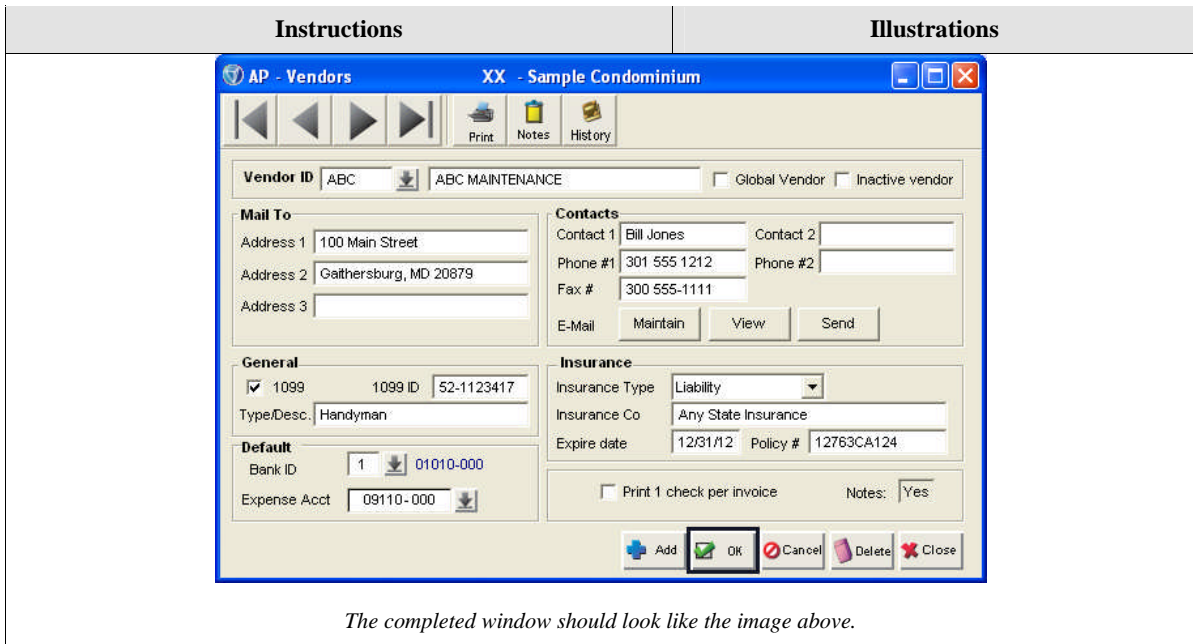 Instructions Illustrations
AP - Vendors XX - Sample Condominium
Print Notes History
Vendor ID ABC ABC MAINTENANCE Global Vendor Inactive vendor
Mail To
Address 1 100 Main Street
Address 2 Gaithersburg, MD 20879
Address 3
Contacts
Contact 1 Bill Jones Contact 2
Phone #1 301 555 1212 Phone #2
Fax # 300 555-1111
E-Mail Maintain View Send
General
1099 1099 ID 52-1123417
Type/Desc. Handyman
Default
Bank ID 1 01010-000
Expense Acct 09110-000
Insurance
Insurance Type Liability
Insurance Co Any State Insurance
Expire date 12/31/12 Policy # 12763CA124
Print 1 check per invoice Notes: Yes
Add OK Cancel Delete Close
The completed window should look like the image above.